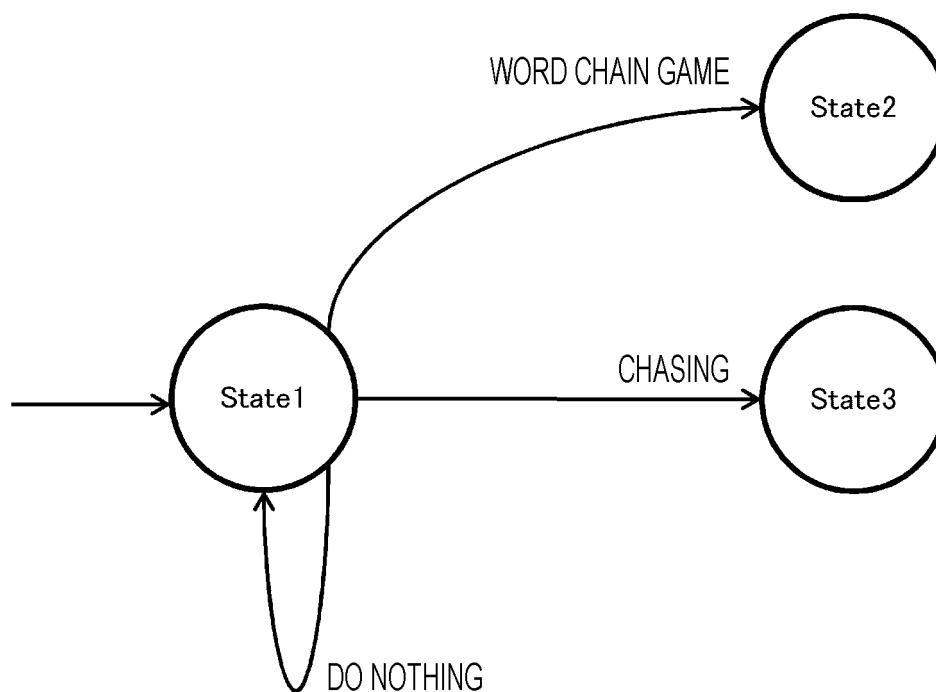 WORD CHAIN GAME
State2
State1
CHASING
State3
DO NOTHING